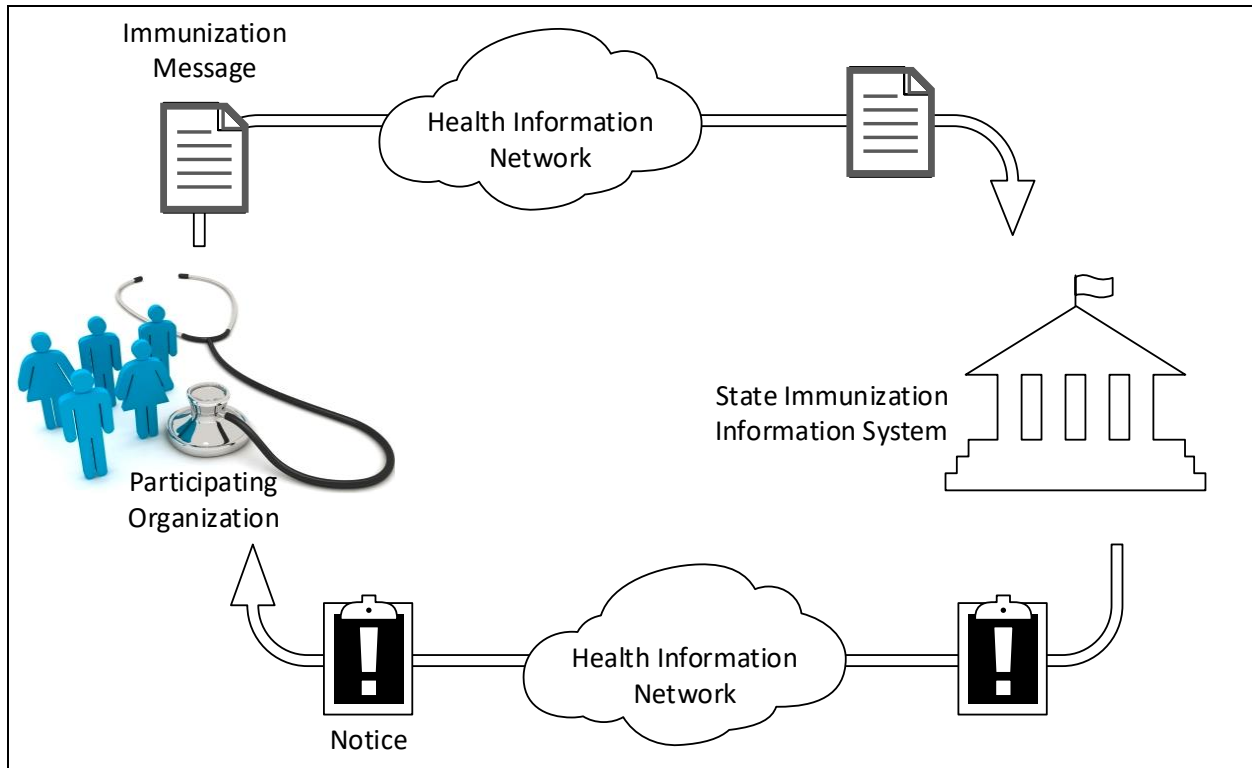 Immunization
Message
Health Information
Network
State Immunization
Information System
Participating
Organization
Health Information
Network
Notice